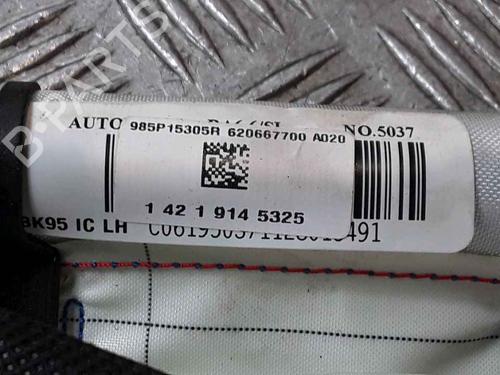 B-PARTS
AUTO
NO.5037
985P15305R 620667700 A020
1 42 1 914 5325
BK95 IC LH